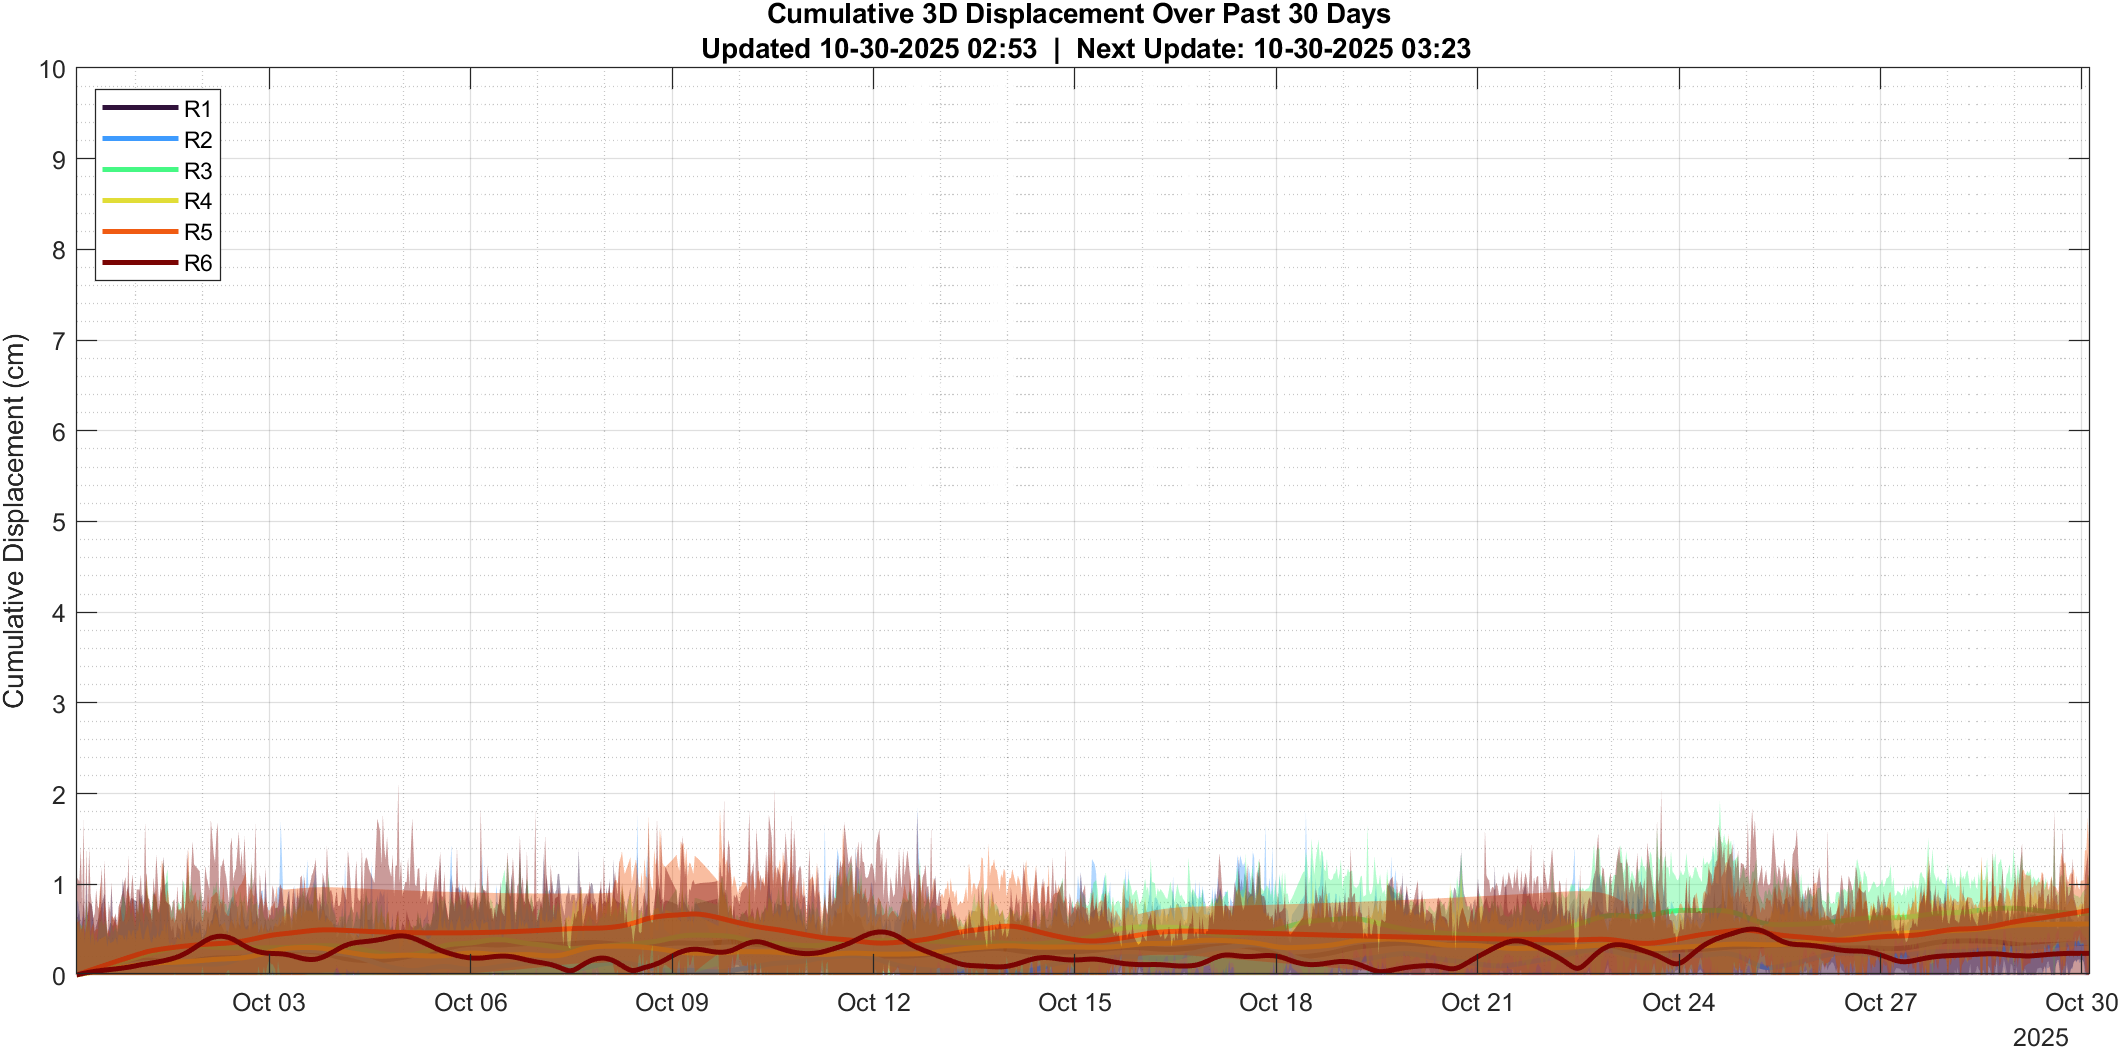 Cumulative 3D Displacement Over Past 30 Days
Updated 10-30-2025 02:53 | Next Update: 10-30-2025 03:23
Cumulative Displacement (cm)
10
9
8
7
6
5
4
3
2
1
0
R1
R2
R3
R4
R5
R6
Oct 03
Oct 06
Oct 09
Oct 12
Oct 15
Oct 18
Oct 21
Oct 24
Oct 27
Oct 30
2025